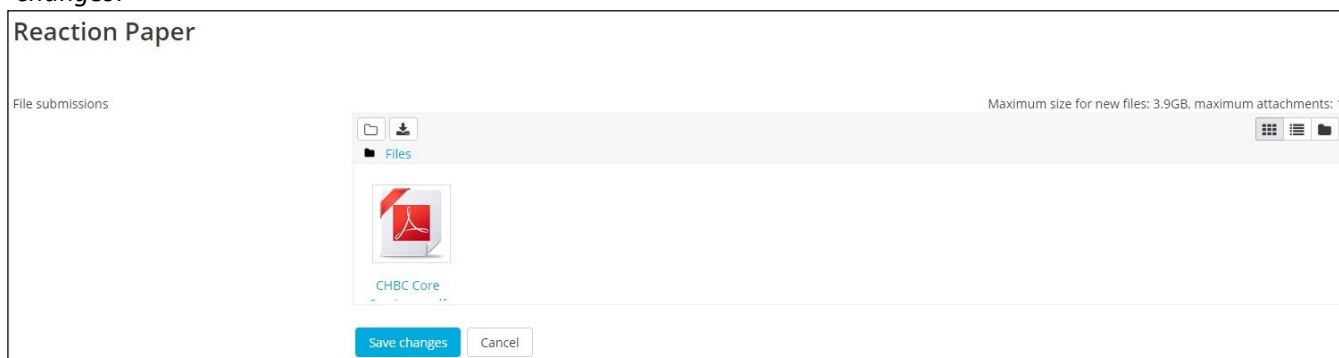 changes.
Reaction Paper
File submissions
Maximum size for new files: 3.9GB, maximum attachments:
Files
CHBC Core
Save changes
Cancel